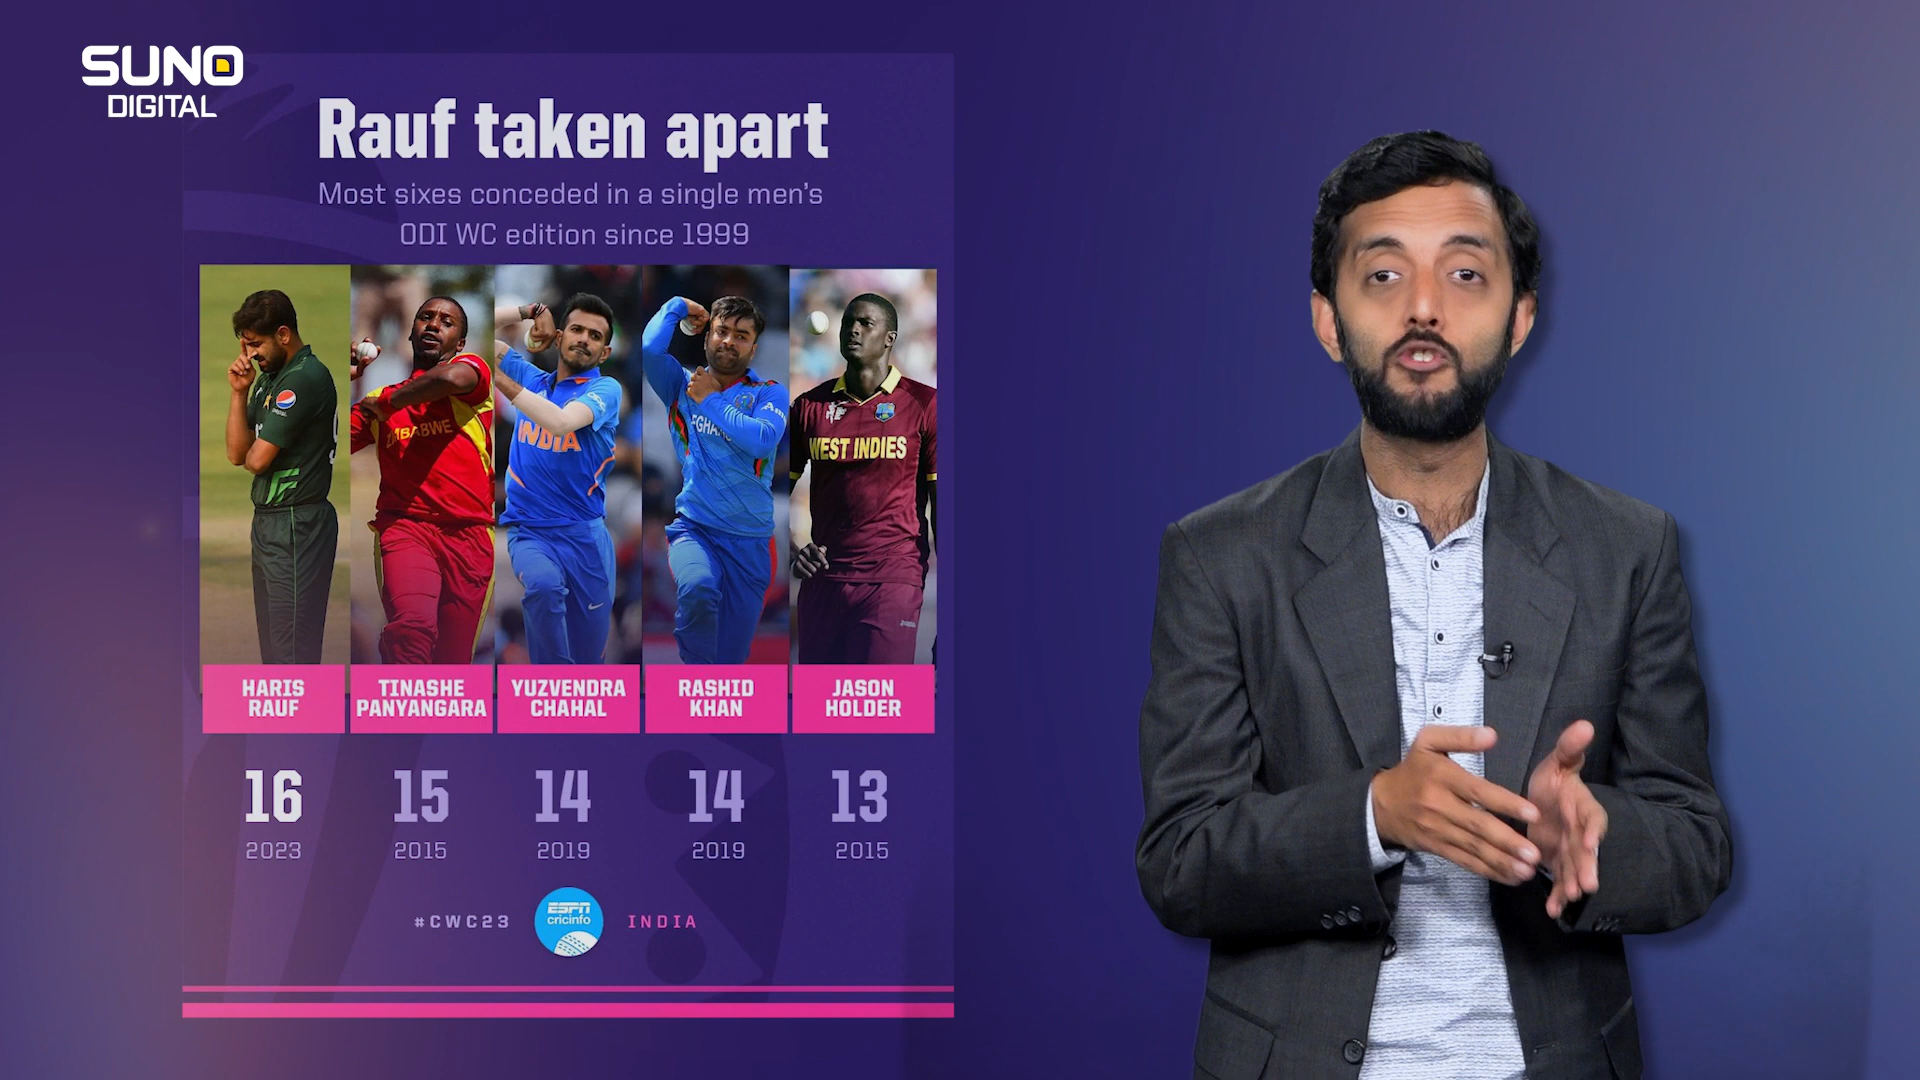 SUNO
DIGITAL
Rauf taken apart
Most sixes conceded in a single men's
ODI WC edition since 1999
ZIMBABWE
INDIA
WEST INDIES
HARIS
RAUF
TINASHE
PANYANGARA
YUZVENDRA
CHAHAL
RASHID
KHAN
JASON
HOLDER
16
15
14
14
13
2023
2015
2019
2019
2015
#CWC23
ESPN
cricinfo
INDIA